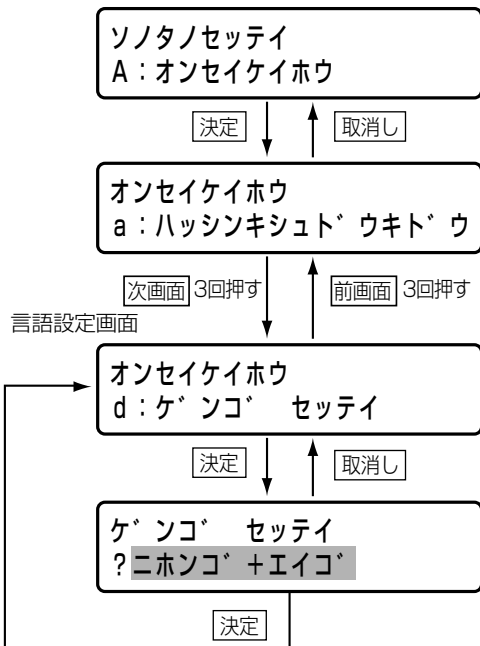 ソノタノセッテイ
A：オンセイケイホウ
決定 取消し
オンセイケイホウ
a：ハッシンキシュト゛ウキト゛ウ
次画面 3回押す 前画面 3回押す
言語設定画面
オンセイケイホウ
d：ケ゛ンコ゛　セッテイ
決定 取消し
ケ゛ンコ゛　セッテイ
?ニホンコ゛+エイコ゛
決定